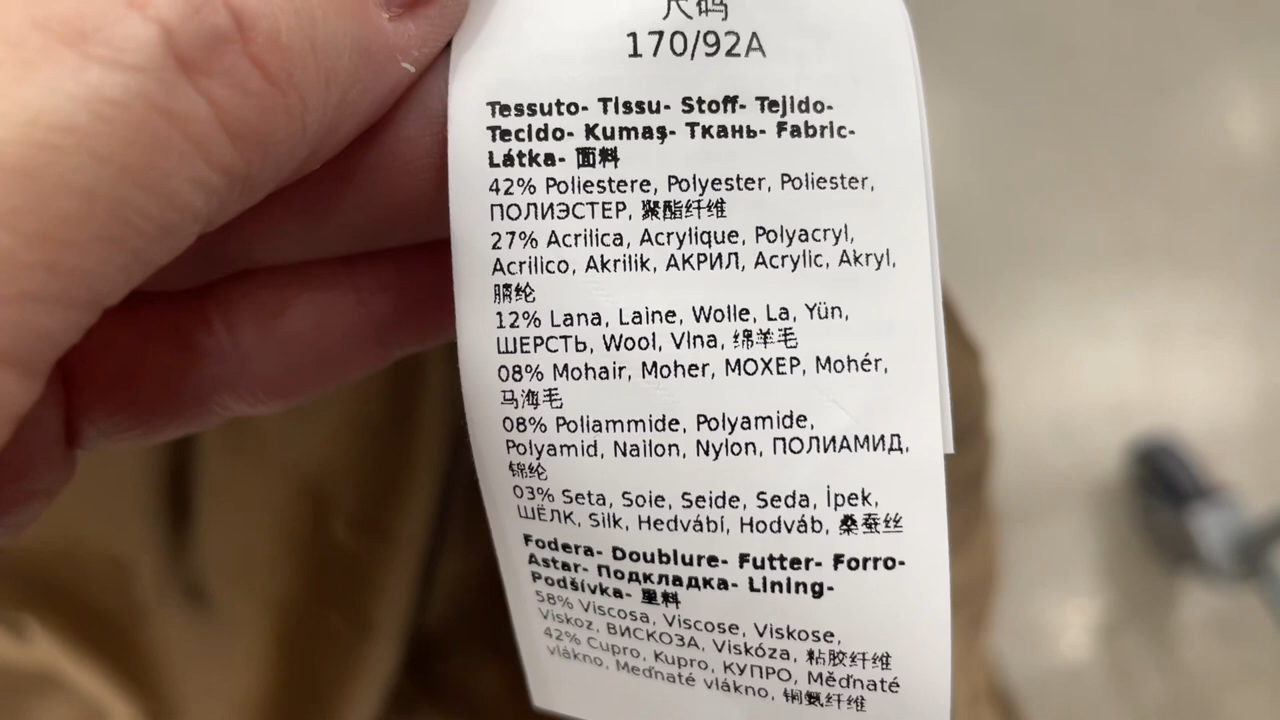 尺码
170/92A
Tessuto- Tissu- Stoff- Tejido-
Tecido- Kumaş- Ткань- Fabric-
Látka- 面料
42% Poliestere, Polyester, Poliester,
ПОЛИЭСТЕР, 聚酯纤维
27% Acrilica, Acrylique, Polyacryl,
Acrilico, Akrilik, АКРИЛ, Acrylic, Akryl,
腈纶
12% Lana, Laine, Wolle, La, Yün,
ШЕРСТЬ, Wool, Vlna, 绵羊毛
08% Mohair, Moher, МОХЕР, Mohér,
马海毛
08% Poliammide, Polyamide,
Polyamid, Nailon, Nylon, ПОЛИАМИД,
锦纶
03% Seta, Soie, Seide, Seda, İpek,
ШЁЛК, Silk, Hedvábí, Hodváb, 桑蚕丝
Fodera- Doublure- Futter- Forro-
Astar- Подкладка- Lining-
Podšívka- 里料
58% Viscosa, Viscose, Viskose,
Viskoz, ВИСКОЗА, Viskóza, 粘胶纤维
42% Cupro, Kupro, КУПРО, Měďnaté
vlákno, Meďnaté vlákno, 铜氨纤维